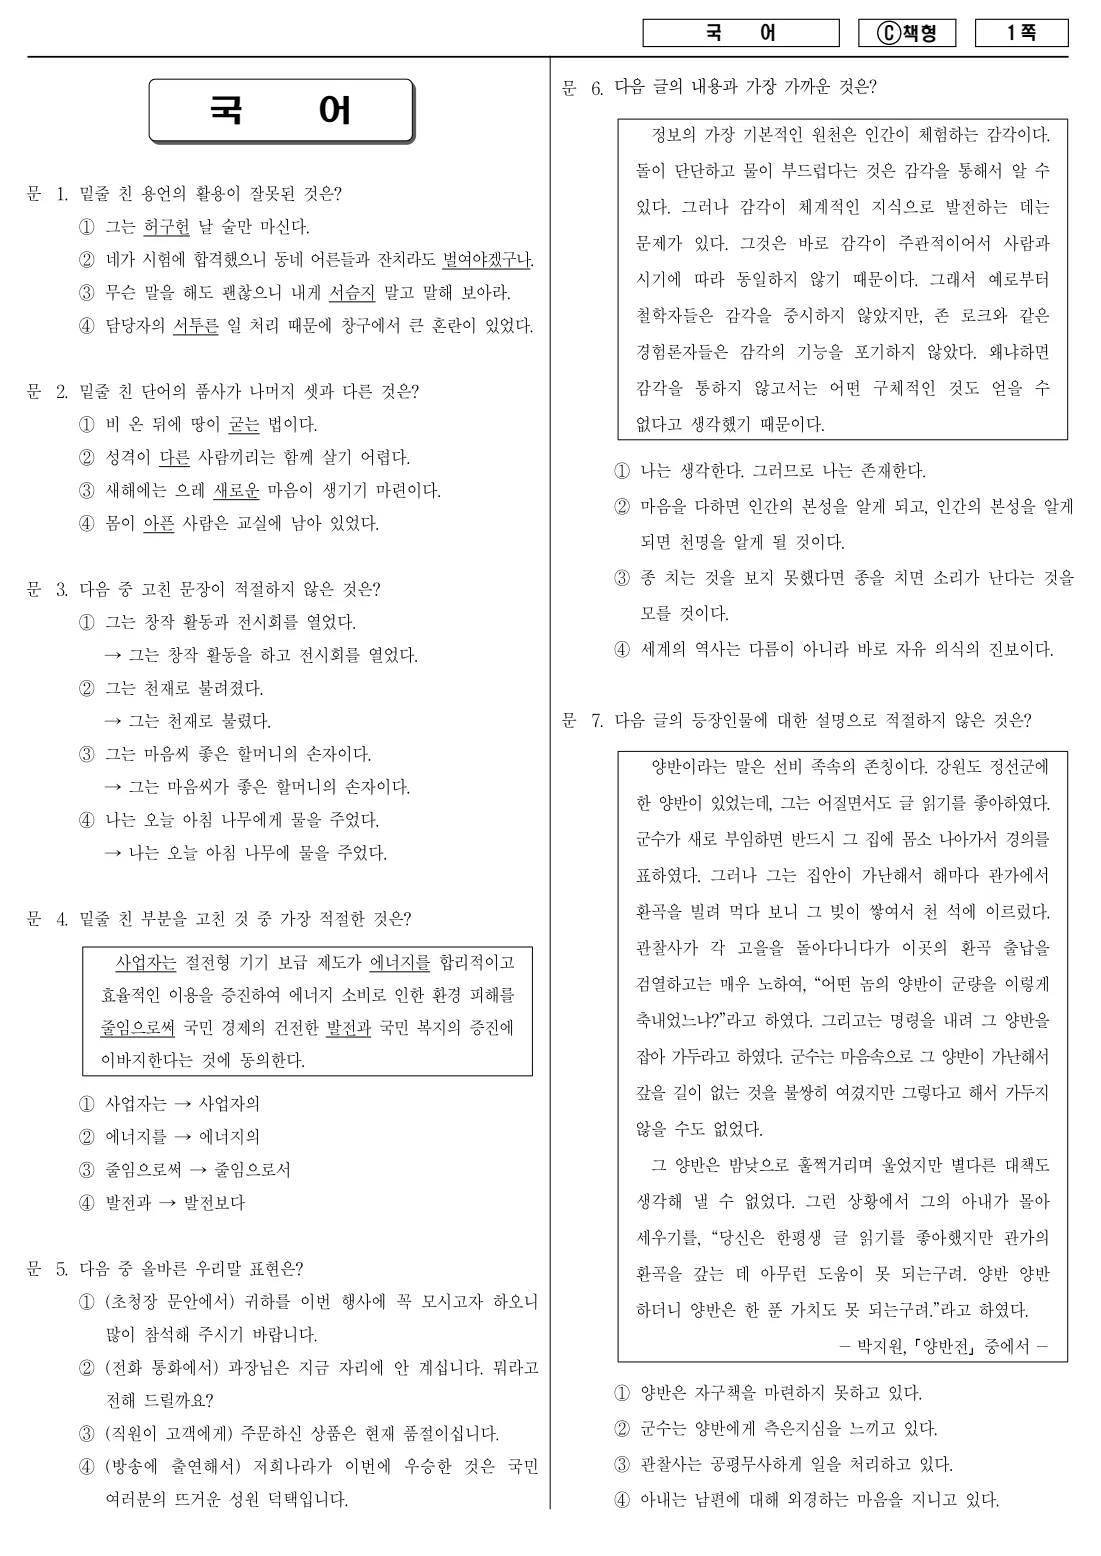 국 어
Ⓒ책형
1쪽
국 어
문 1. 밑줄 친 용언의 활용이 잘못된 것은?
① 그는 허구헌 날 술만 마신다.
② 네가 시험에 합격했으니 동네 어른들과 잔치라도 벌여야겠구나.
③ 무슨 말을 해도 괜찮으니 내게 서슴지 말고 말해 보아라.
④ 담당자의 서투른 일 처리 때문에 창구에서 큰 혼란이 있었다.
문 2. 밑줄 친 단어의 품사가 나머지 셋과 다른 것은?
① 비 온 뒤에 땅이 굳는 법이다.
② 성격이 다른 사람끼리는 함께 살기 어렵다.
③ 새해에는 으레 새로운 마음이 생기기 마련이다.
④ 몸이 아픈 사람은 교실에 남아 있었다.
문 3. 다음 중 고친 문장이 적절하지 않은 것은?
① 그는 창작 활동과 전시회를 열었다.
→ 그는 창작 활동을 하고 전시회를 열었다.
② 그는 천재로 불려졌다.
→ 그는 천재로 불렸다.
③ 그는 마음씨 좋은 할머니의 손자이다.
→ 그는 마음씨가 좋은 할머니의 손자이다.
④ 나는 오늘 아침 나무에게 물을 주었다.
→ 나는 오늘 아침 나무에 물을 주었다.
문 4. 밑줄 친 부분을 고친 것 중 가장 적절한 것은?
사업자는 절전형 기기 보급 제도가 에너지를 합리적이고
효율적인 이용을 증진하여 에너지 소비로 인한 환경 피해를
줄임으로써 국민 경제의 건전한 발전과 국민 복지의 증진에
이바지한다는 것에 동의한다.
① 사업자는 → 사업자의
② 에너지를 → 에너지의
③ 줄임으로써 → 줄임으로서
④ 발전과 → 발전보다
문 5. 다음 중 올바른 우리말 표현은?
① (초청장 문안에서) 귀하를 이번 행사에 꼭 모시고자 하오니
많이 참석해 주시기 바랍니다.
② (전화 통화에서) 과장님은 지금 자리에 안 계십니다. 뭐라고
전해 드릴까요?
③ (직원이 고객에게) 주문하신 상품은 현재 품절이십니다.
④ (방송에 출연해서) 저희나라가 이번에 우승한 것은 국민
여러분의 뜨거운 성원 덕택입니다.
문 6. 다음 글의 내용과 가장 가까운 것은?
정보의 가장 기본적인 원천은 인간이 체험하는 감각이다.
돌이 단단하고 물이 부드럽다는 것은 감각을 통해서 알 수
있다. 그러나 감각이 체계적인 지식으로 발전하는 데는
문제가 있다. 그것은 바로 감각이 주관적이어서 사람과
시기에 따라 동일하지 않기 때문이다. 그래서 예로부터
철학자들은 감각을 중시하지 않았지만, 존 로크와 같은
경험론자들은 감각의 기능을 포기하지 않았다. 왜냐하면
감각을 통하지 않고서는 어떤 구체적인 것도 얻을 수
없다고 생각했기 때문이다.
① 나는 생각한다. 그러므로 나는 존재한다.
② 마음을 다하면 인간의 본성을 알게 되고, 인간의 본성을 알게
되면 천명을 알게 될 것이다.
③ 종 치는 것을 보지 못했다면 종을 치면 소리가 난다는 것을
모를 것이다.
④ 세계의 역사는 다름이 아니라 바로 자유 의식의 진보이다.
문 7. 다음 글의 등장인물에 대한 설명으로 적절하지 않은 것은?
양반이라는 말은 선비 족속의 존칭이다. 강원도 정선군에
한 양반이 있었는데, 그는 어질면서도 글 읽기를 좋아하였다.
군수가 새로 부임하면 반드시 그 집에 몸소 나아가서 경의를
표하였다. 그러나 그는 집안이 가난해서 해마다 관가에서
환곡을 빌려 먹다 보니 그 빚이 쌓여서 천 석에 이르렀다.
관찰사가 각 고을을 돌아다니다가 이곳의 환곡 출납을
검열하고는 매우 노하여, “어떤 놈의 양반이 군량을 이렇게
축내었느냐?”라고 하였다. 그리고는 명령을 내려 그 양반을
잡아 가두라고 하였다. 군수는 마음속으로 그 양반이 가난해서
갚을 길이 없는 것을 불쌍히 여겼지만 그렇다고 해서 가두지
않을 수도 없었다.
그 양반은 밤낮으로 훌쩍거리며 울었지만 별다른 대책도
생각해 낼 수 없었다. 그런 상황에서 그의 아내가 몰아
세우기를, “당신은 한평생 글 읽기를 좋아했지만 관가의
환곡을 갚는 데 아무런 도움이 못 되는구려. 양반 양반
하더니 양반은 한 푼 가치도 못 되는구려.”라고 하였다.
– 박지원, 「양반전」 중에서 –
① 양반은 자구책을 마련하지 못하고 있다.
② 군수는 양반에게 측은지심을 느끼고 있다.
③ 관찰사는 공평무사하게 일을 처리하고 있다.
④ 아내는 남편에 대해 외경하는 마음을 지니고 있다.